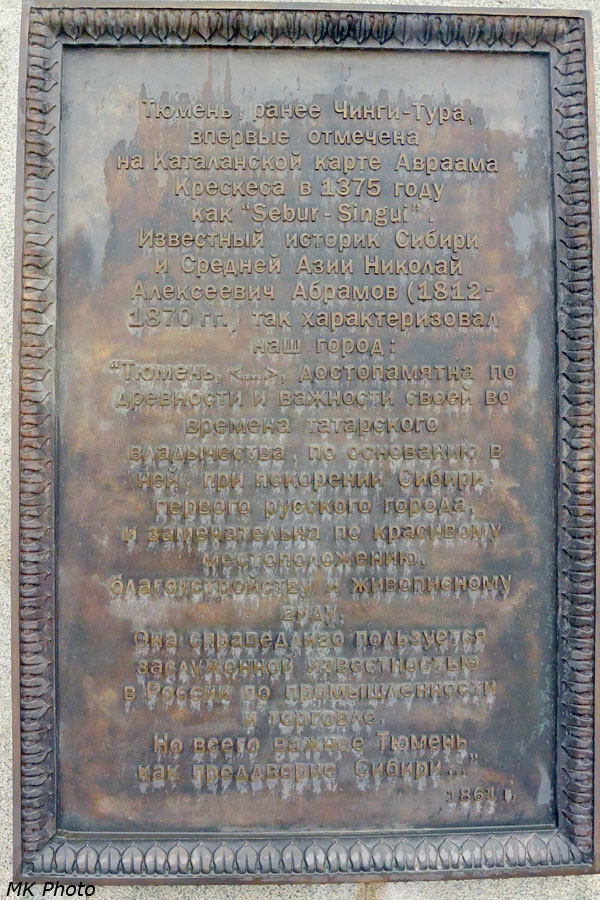 Тюмень, ранее Чинги-Тура,
впервые отмечена
на Каталанской карте Авраама
Крескеса в 1375 году
как "Sebur-Singui".
Известный историк Сибири
и Средней Азии Николай
Алексеевич Абрамов (1812-
1870 гг.) так характеризовал
наш город:
"Тюмень, <...>, достопамятна по
древности и важности своей во
времена татарского
владычества, по основанию в
ней, при покорении Сибири,
первого русского города,
и замечательна по красивому
местоположению,
благоустройству и живописному
виду.
Она справедливо пользуется
заслуженной известностью
в России по промышленности
и торговле.
Но всего важнее Тюмень
как преддверие Сибири..."
1861 г.
MK Photo